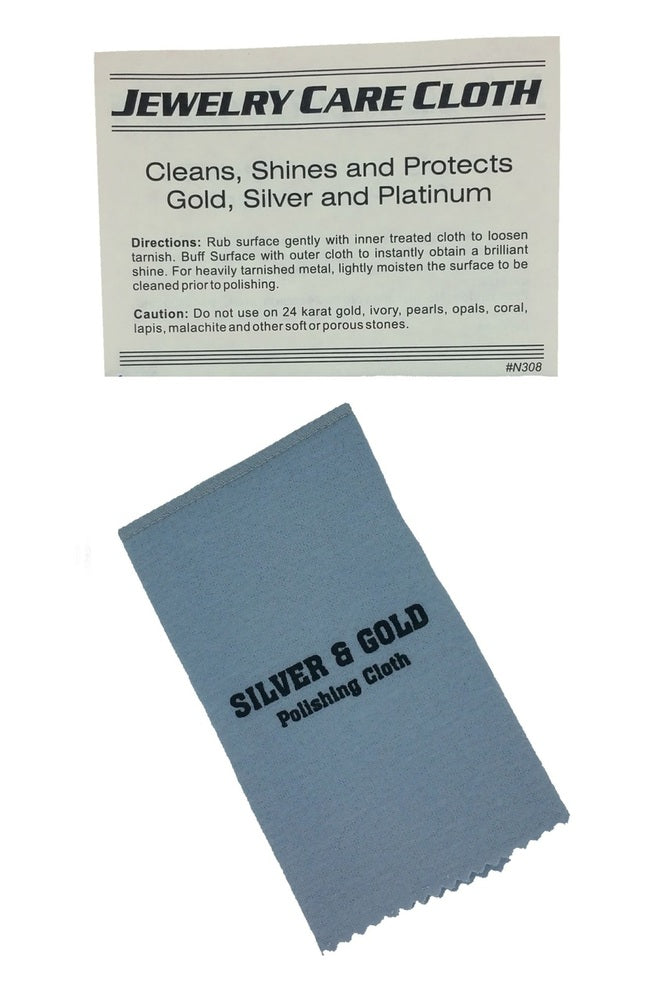 JEWELRY CARE CLOTH
Cleans, Shines and Protects
Gold, Silver and Platinum
Directions: Rub surface gently with inner treated cloth to loosen
tarnish. Buff Surface with outer cloth to instantly obtain a brilliant
shine. For heavily tarnished metal, lightly moisten the surface to be
cleaned prior to polishing.
Caution: Do not use on 24 karat gold, ivory, pearls, opals, coral,
lapis, malachite and other soft or porous stones.
#N308
SILVER & GOLD
Polishing Cloth